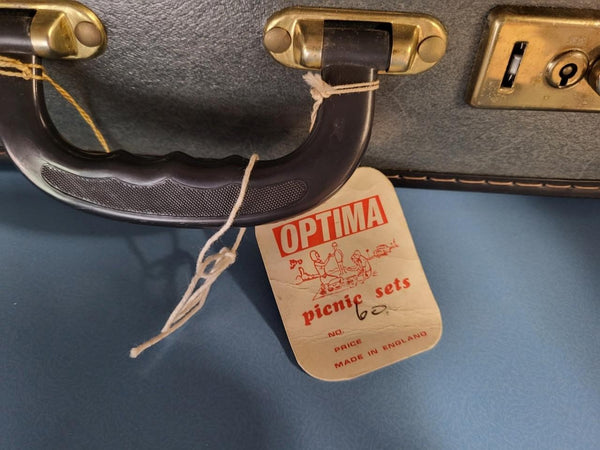 OPTIMA
picnic sets
60.
NO.
PRICE
MADE IN ENGLAND